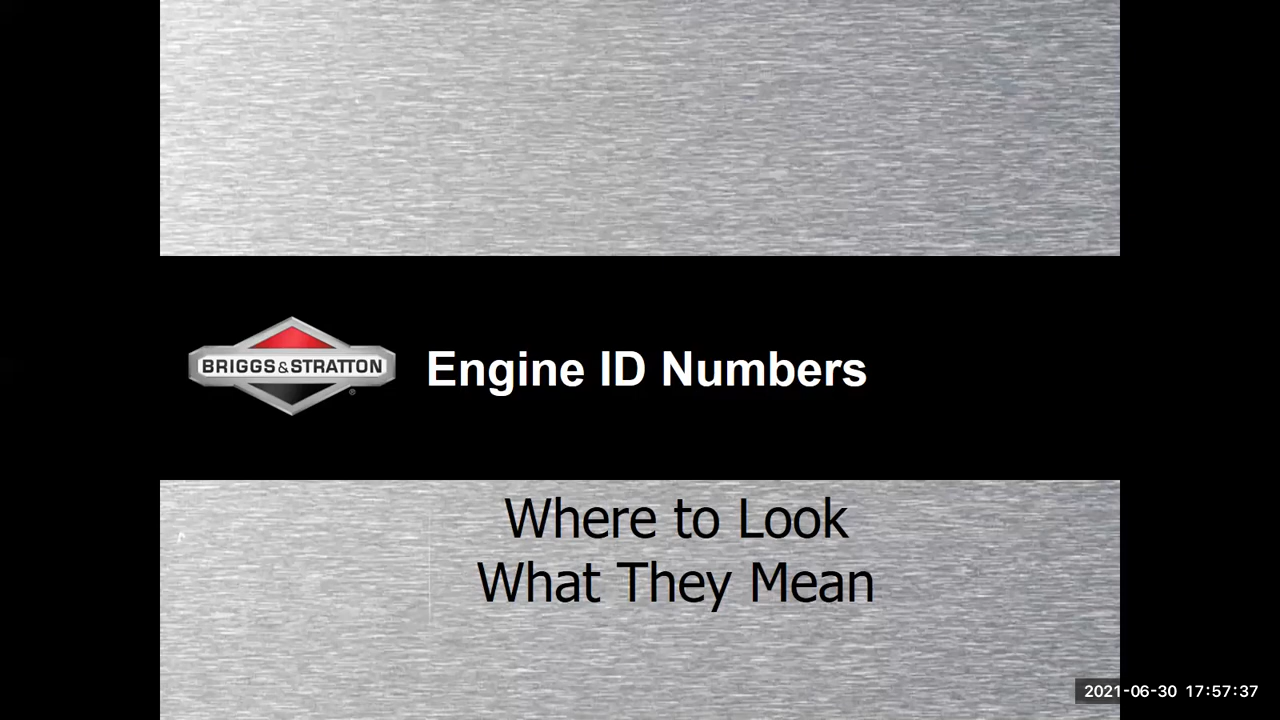 BRIGGS&STRATTON
®
Engine ID Numbers
Where to Look
What They Mean
2021-06-30 17:57:37